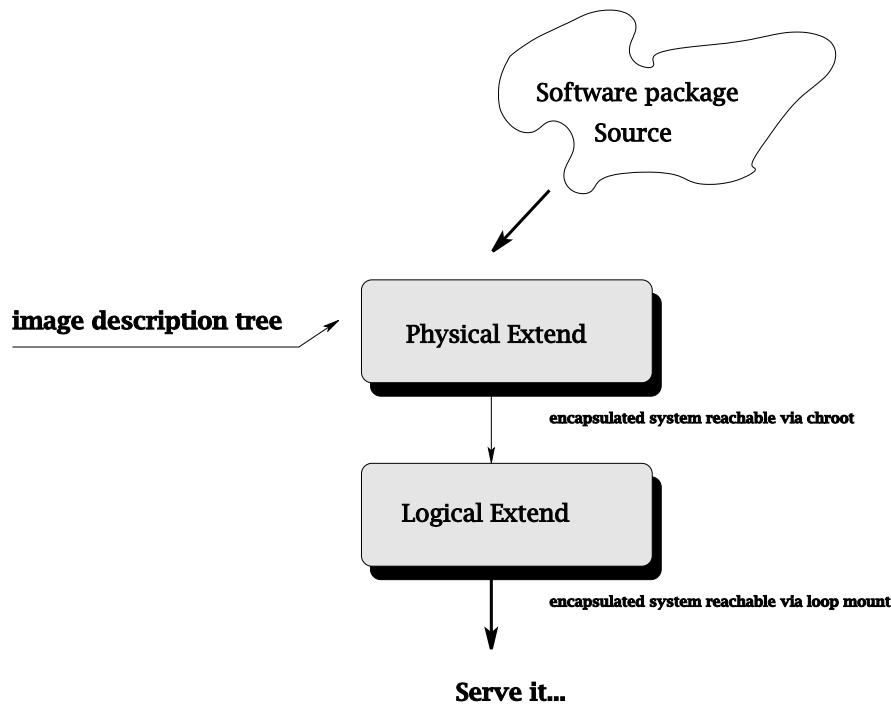 Software package
Source
image description tree
Physical Extend
encapsulated system reachable via chroot
Logical Extend
encapsulated system reachable via loop mount
Serve it...